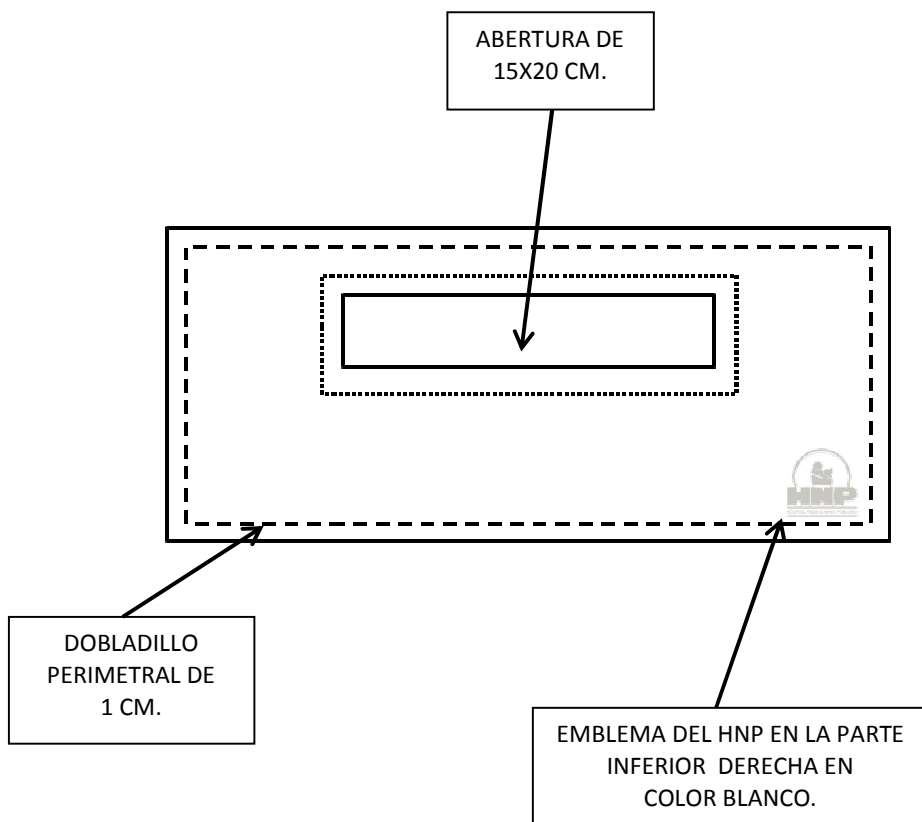 ABERTURA DE
15X20 CM.
HNP
DOBLADILLO
PERIMETRAL DE
1 CM.
EMBLEMA DEL HNP EN LA PARTE
INFERIOR DERECHA EN
COLOR BLANCO.